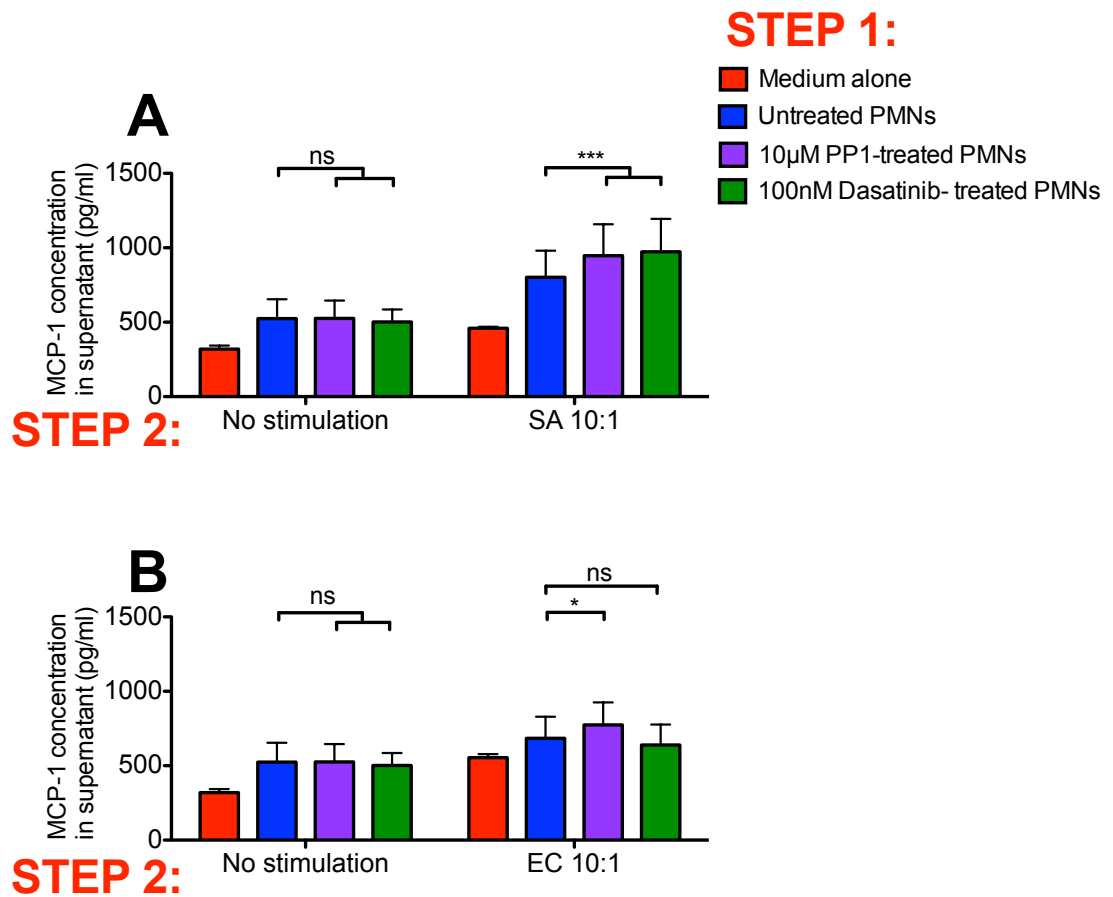 STEP 1:
Medium alone
Untreated PMNs
10µM PP1-treated PMNs
100nM Dasatinib- treated PMNs
A
MCP-1 concentration
in supernatant (pg/ml)
1500
1000
500
0
ns
***
No stimulation
SA 10:1
STEP 2:
B
MCP-1 concentration
in supernatant (pg/ml)
1500
1000
500
0
ns
ns
*
No stimulation
EC 10:1
STEP 2: